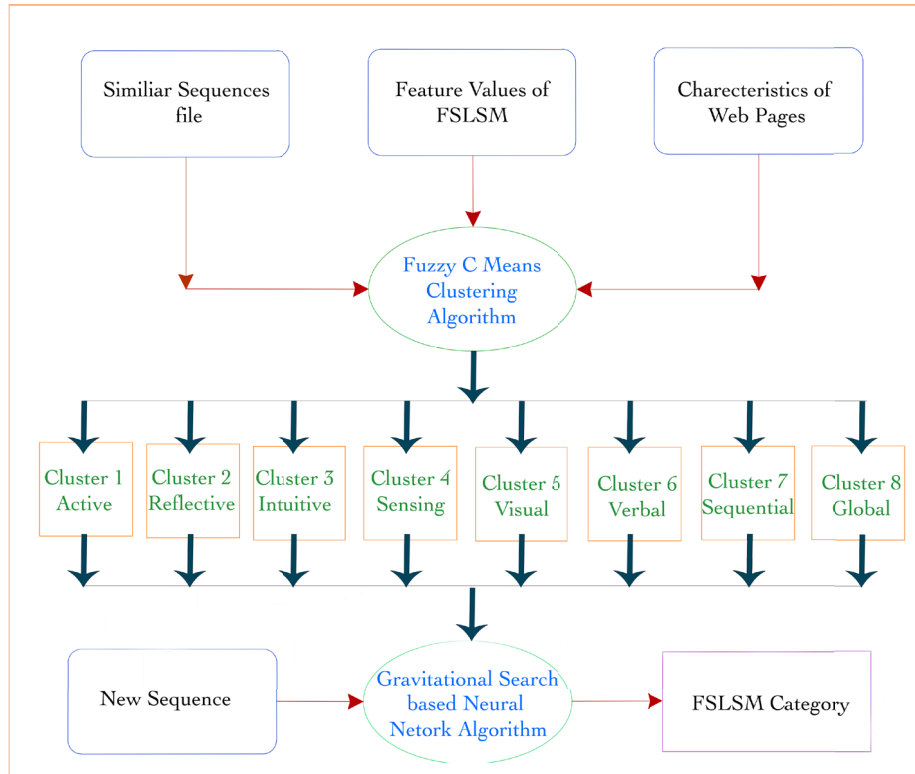 Similiar Sequences
file
Feature Values of
FSLSM
Charecteristics of
Web Pages
Fuzzy C Means
Clustering
Algorithm
Cluster 1
Active
Cluster 2
Reflective
Cluster 3
Intuitive
Cluster 4
Sensing
Cluster 5
Visual
Cluster 6
Verbal
Cluster 7
Sequential
Cluster 8
Global
New Sequence
Gravitational Search
based Neural
Netork Algorithm
FSLSM Category